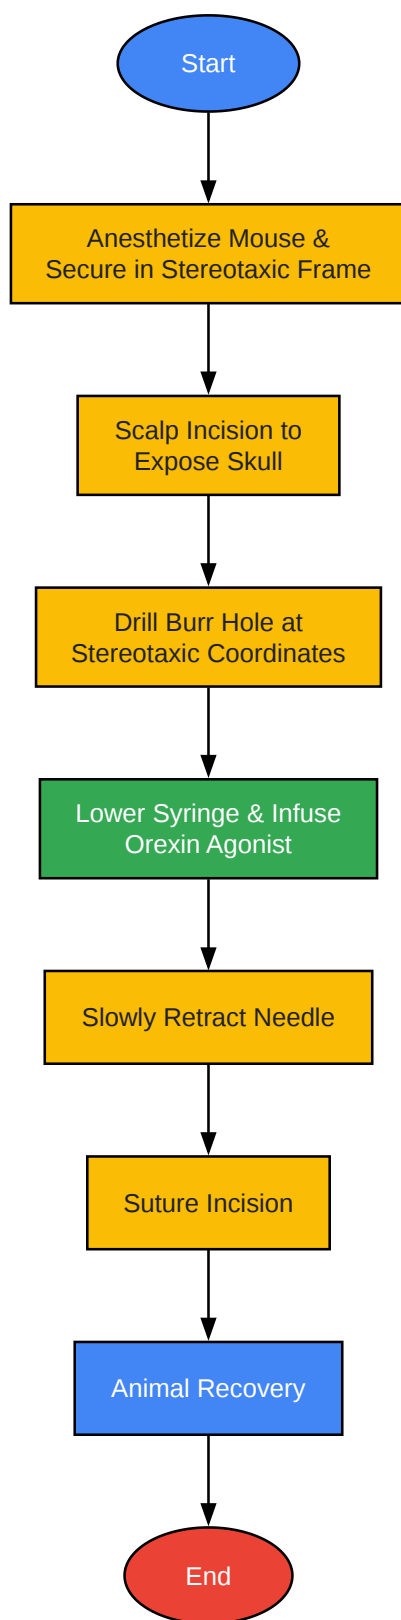 Start
Anesthetize Mouse &
Secure in Stereotaxic Frame
Scalp Incision to
Expose Skull
Drill Burr Hole at
Stereotaxic Coordinates
Lower Syringe & Infuse
Orexin Agonist
Slowly Retract Needle
Suture Incision
Animal Recovery
End